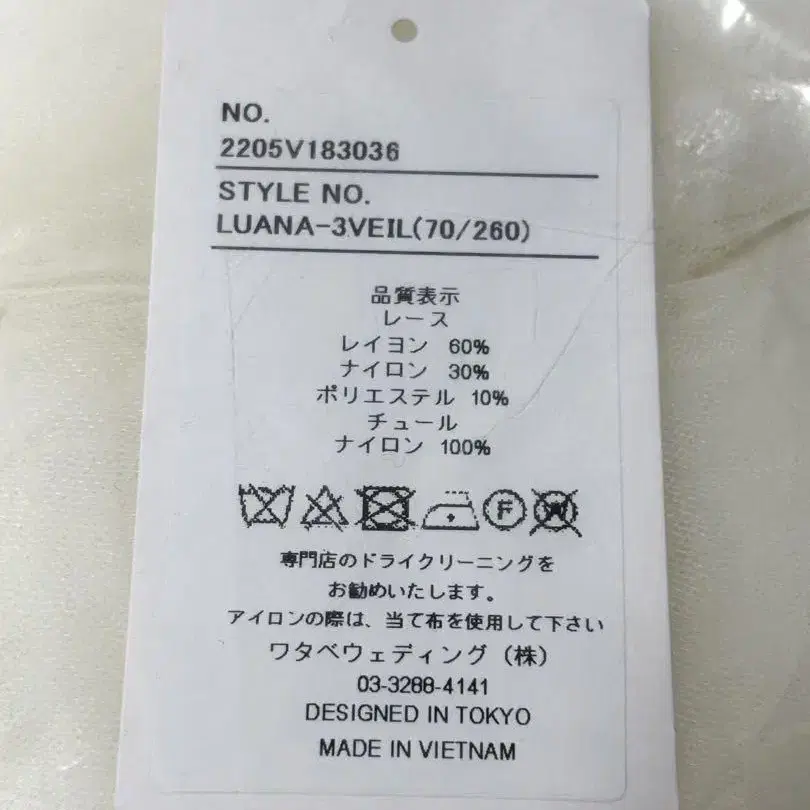 NO.
2205V183036
STYLE NO.
LUANA-3VEIL(70/260)
品質表示
レース
レイヨン 60%
ナイロン 30%
ポリエステル 10%
チュール
ナイロン 100%
F W
専門店のドライクリーニングを
お勧めいたします。
アイロンの際は、当て布を使用して下さい
ワタベウェディング(株)
03-3288-4141
DESIGNED IN TOKYO
MADE IN VIETNAM